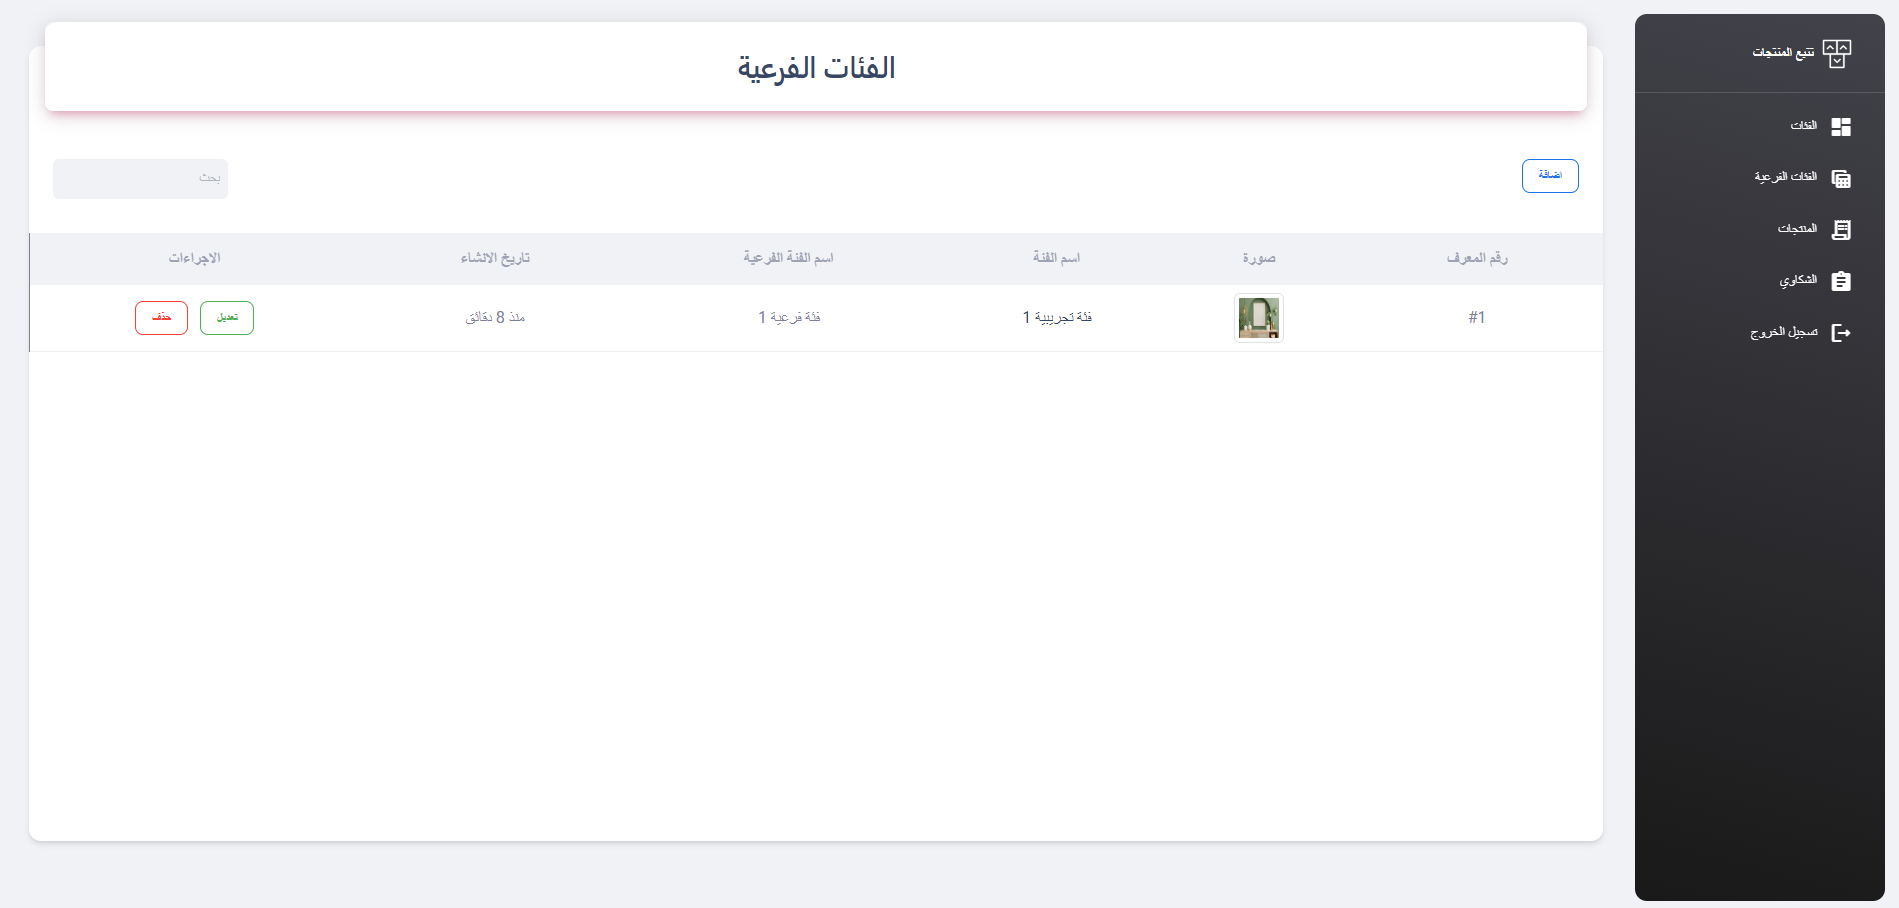 تتبع المنتجات
الفئات
الفئات الفرعية
المنتجات
الشكاوي
تسجيل الخروج
الفئات الفرعية
اضافة
بحث
رقم المعرف صورة اسم الفئة اسم الفئة الفرعية تاريخ الانشاء الاجراءات
#1 فئة تجريبية 1 فئة فرعية 1 منذ 8 دقائق تعديل حذف